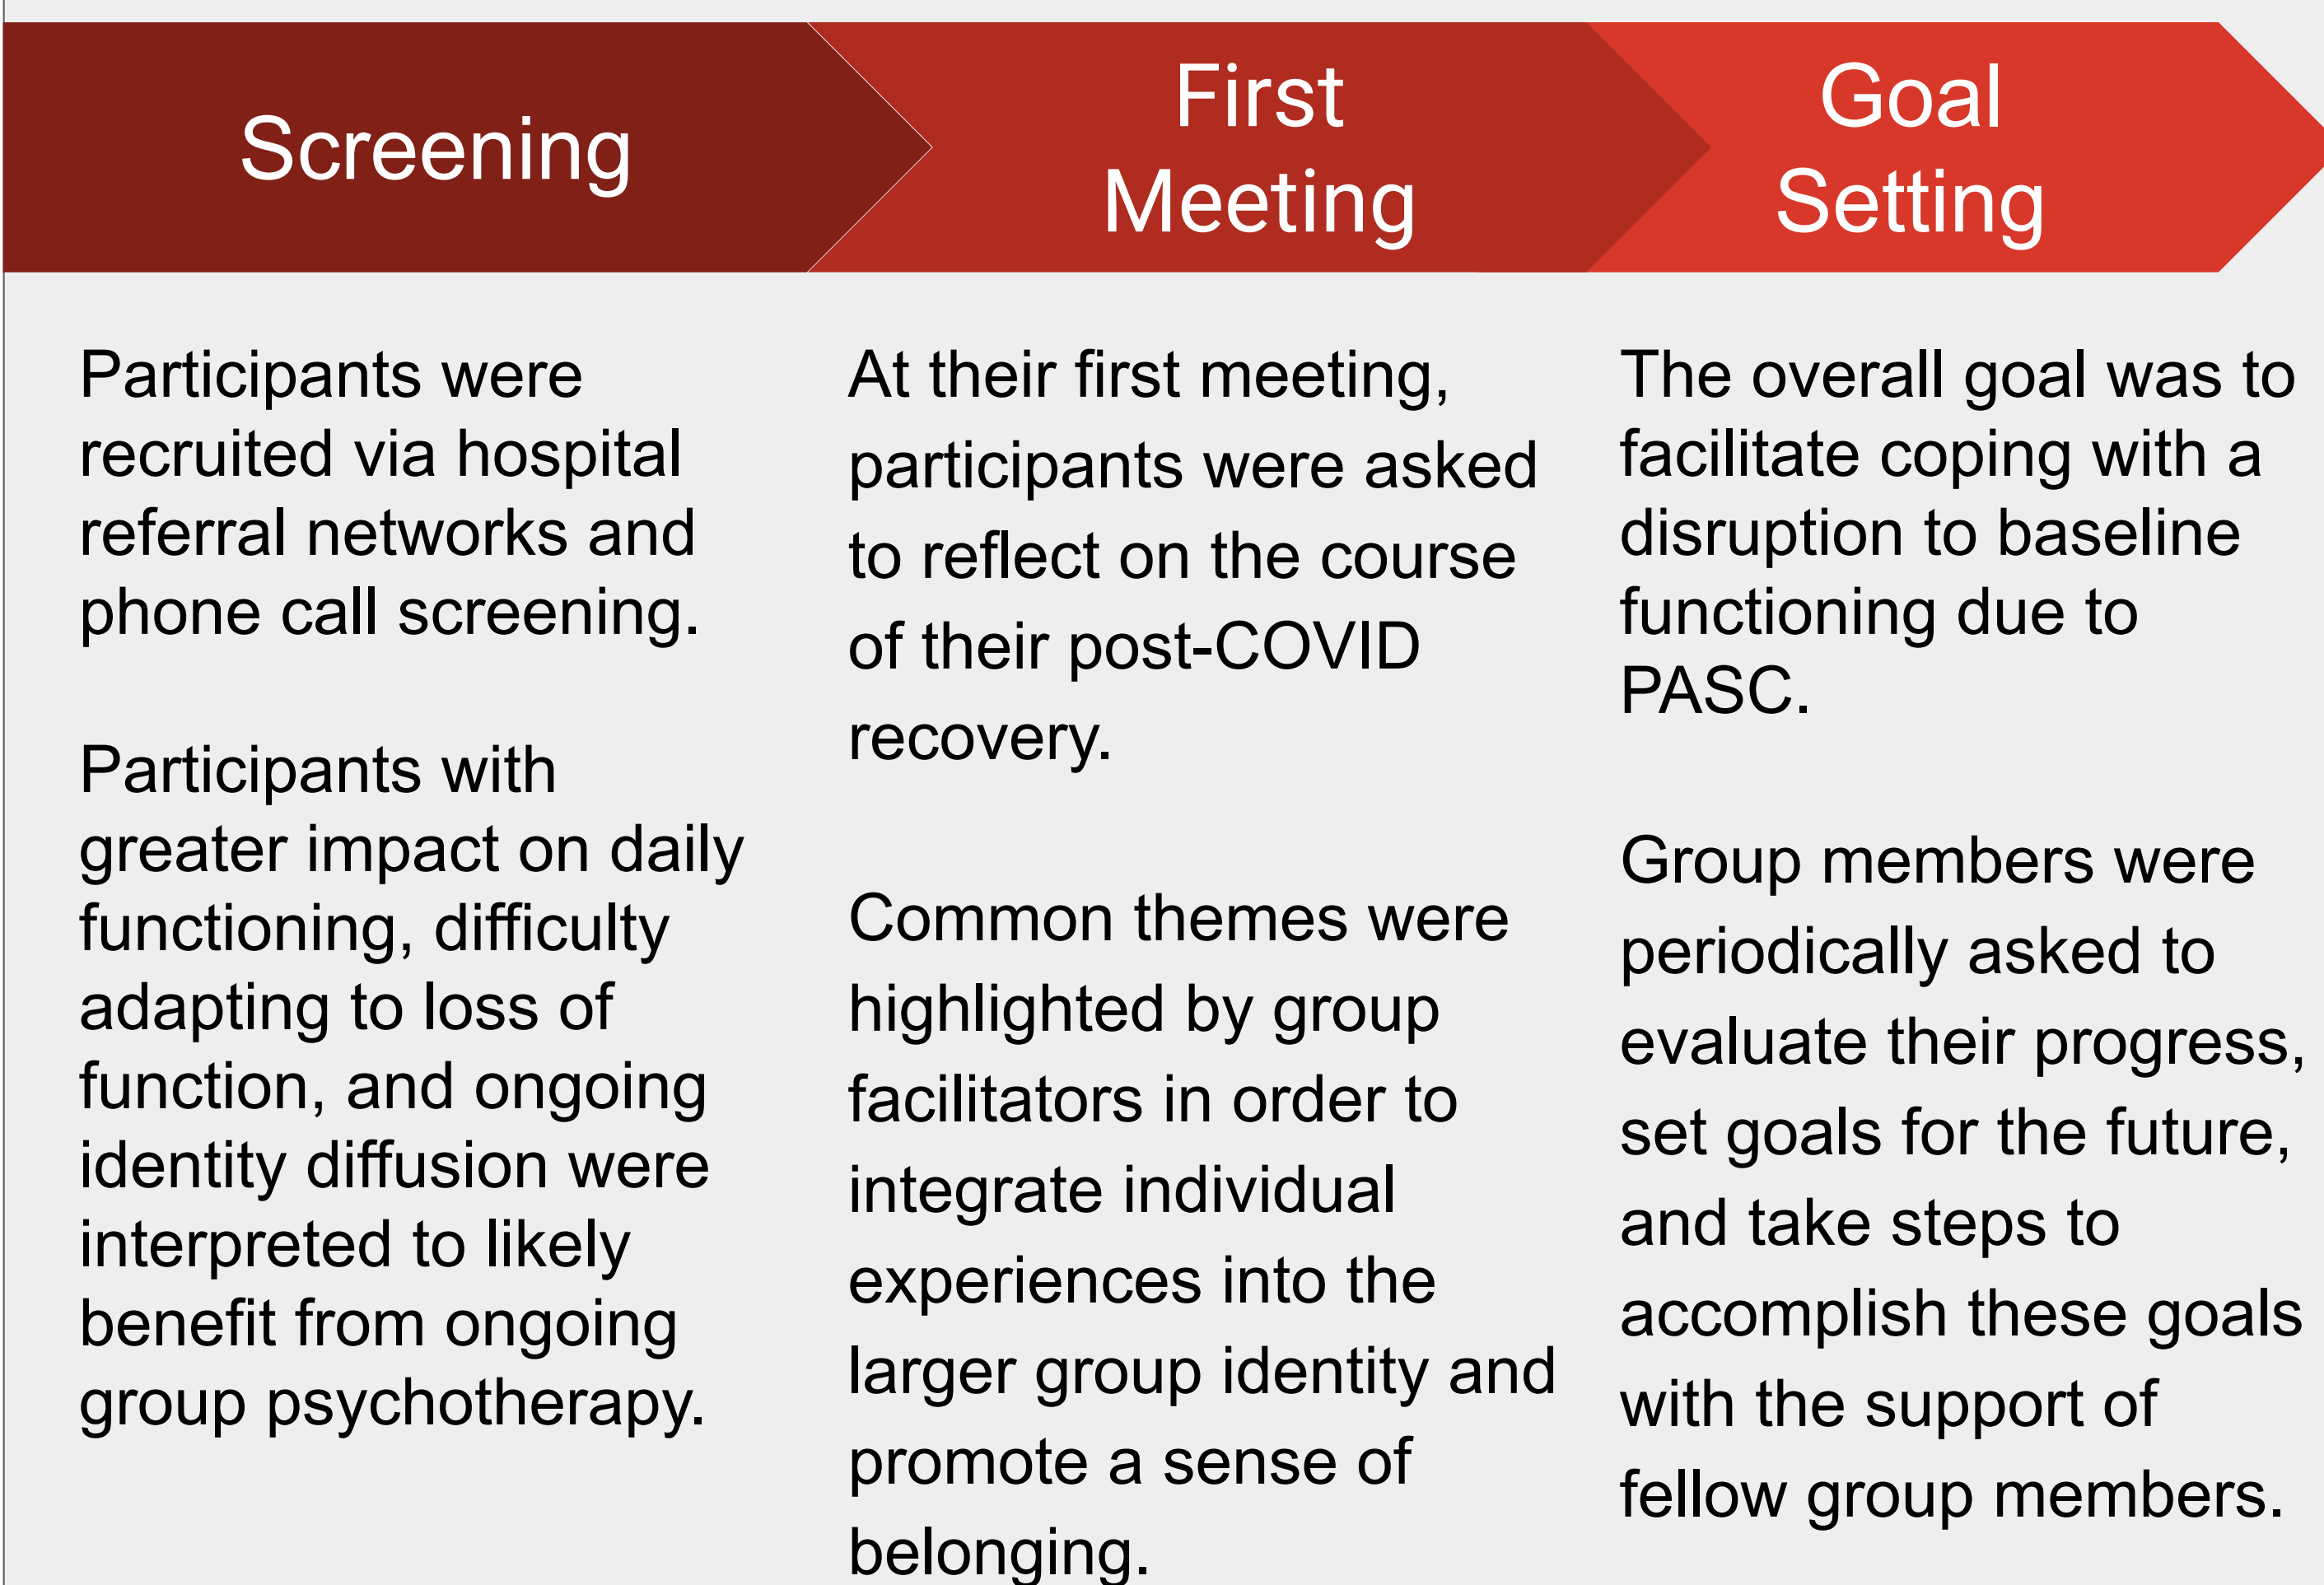 Screening
First
Meeting
Goal
Setting
Participants were
recruited via hospital
referral networks and
phone call screening.
Participants with
greater impact on daily
functioning, difficulty
adapting to loss of
function, and ongoing
identity diffusion were
interpreted to likely
benefit from ongoing
group psychotherapy.
At their first meeting,
participants were asked
to reflect on the course
of their post-COVID
recovery.
Common themes were
highlighted by group
facilitators in order to
integrate individual
experiences into the
larger group identity and
promote a sense of
belonging.
The overall goal was to
facilitate coping with a
disruption to baseline
functioning due to
PASC.
Group members were
periodically asked to
evaluate their progress,
set goals for the future,
and take steps to
accomplish these goals
with the support of
fellow group members.